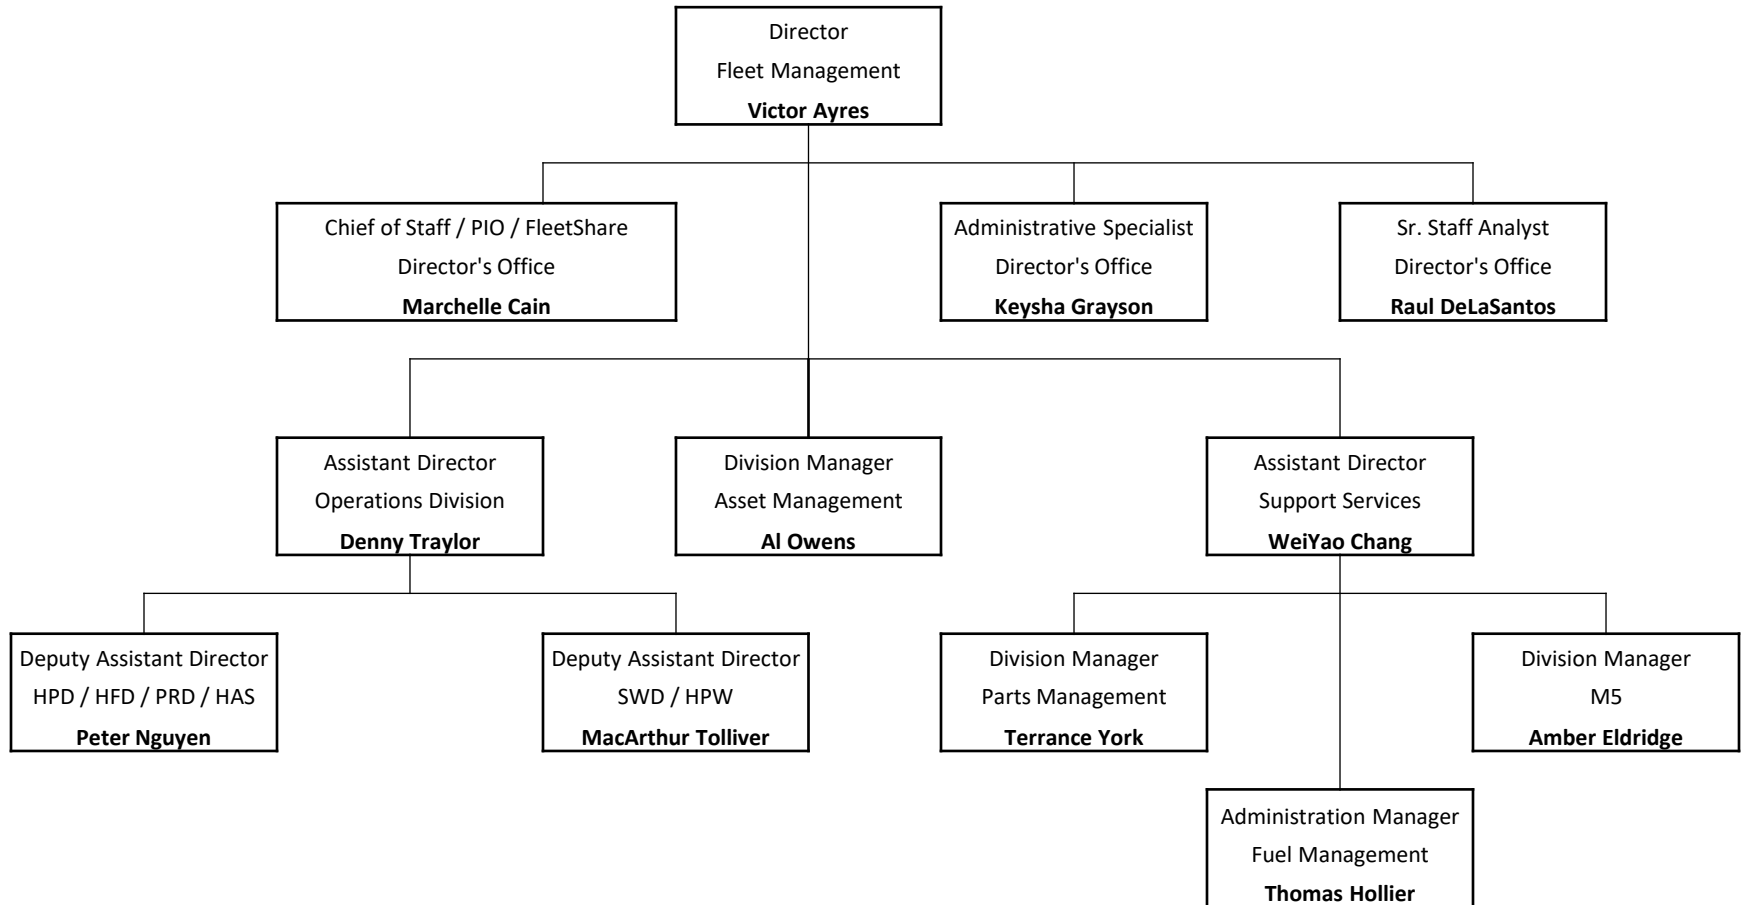 Director
Fleet Management
Victor Ayres
Chief of Staff / PIO / FleetShare
Director's Office
Marchelle Cain
Administrative Specialist
Director's Office
Keysha Grayson
Sr. Staff Analyst
Director's Office
Raul DeLaSantos
Assistant Director
Operations Division
Denny Traylor
Division Manager
Asset Management
Al Owens
Assistant Director
Support Services
WeiYao Chang
Deputy Assistant Director
HPD / HFD / PRD / HAS
Peter Nguyen
Deputy Assistant Director
SWD / HPW
MacArthur Tolliver
Division Manager
Parts Management
Terrance York
Division Manager
M5
Amber Eldridge
Administration Manager
Fuel Management
Thomas Hollier